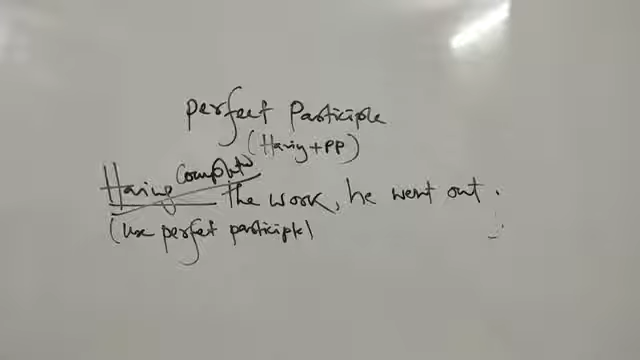 perfect participle
(Having + PP)
Having Completed the work, he went out.
(use perfect participle)